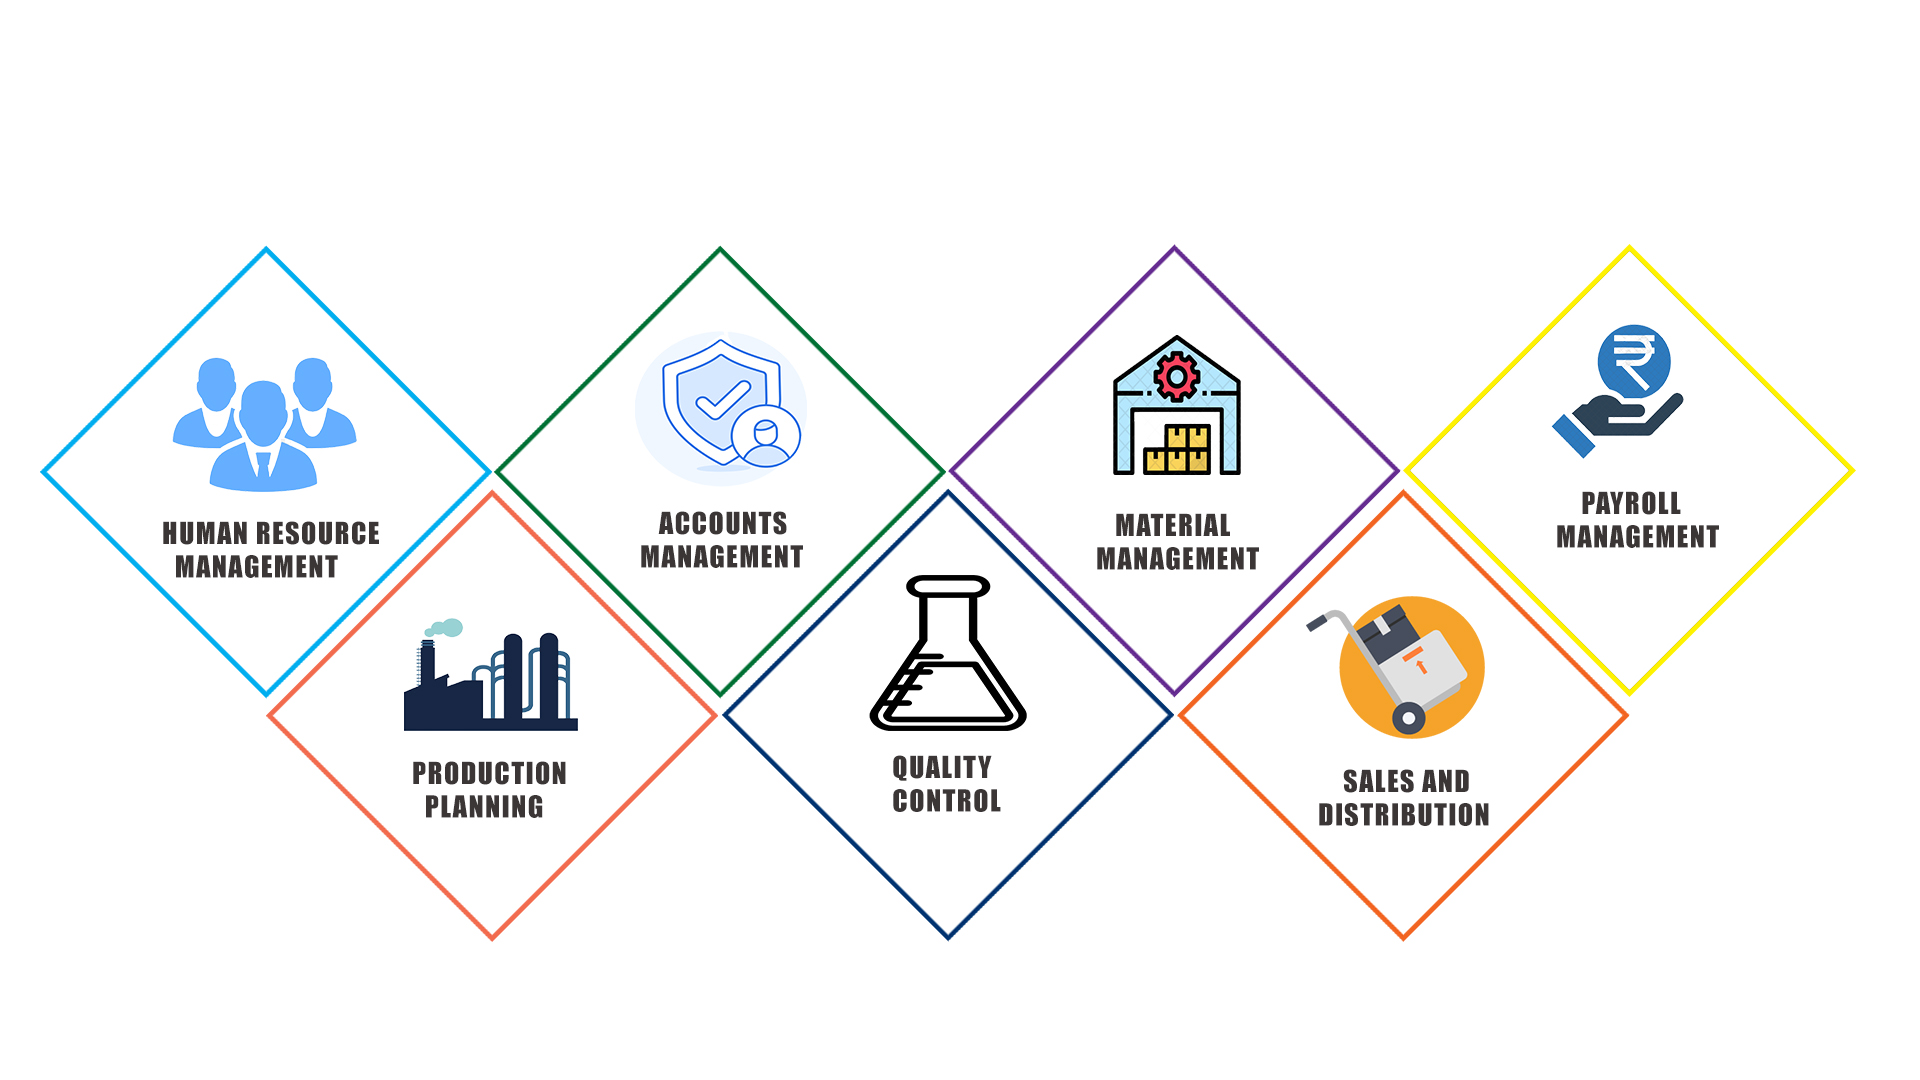 HUMAN RESOURCE
MANAGEMENT
ACCOUNTS
MANAGEMENT
MATERIAL
MANAGEMENT
PAYROLL
MANAGEMENT
PRODUCTION
PLANNING
QUALITY
CONTROL
SALES AND
DISTRIBUTION